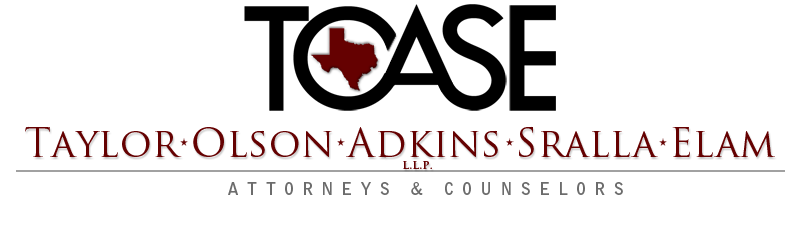 TOASE
TAYLOR★OLSON★ADKINS★SRALLA★ELAM
L.L.P.
ATTORNEYS & COUNSELORS